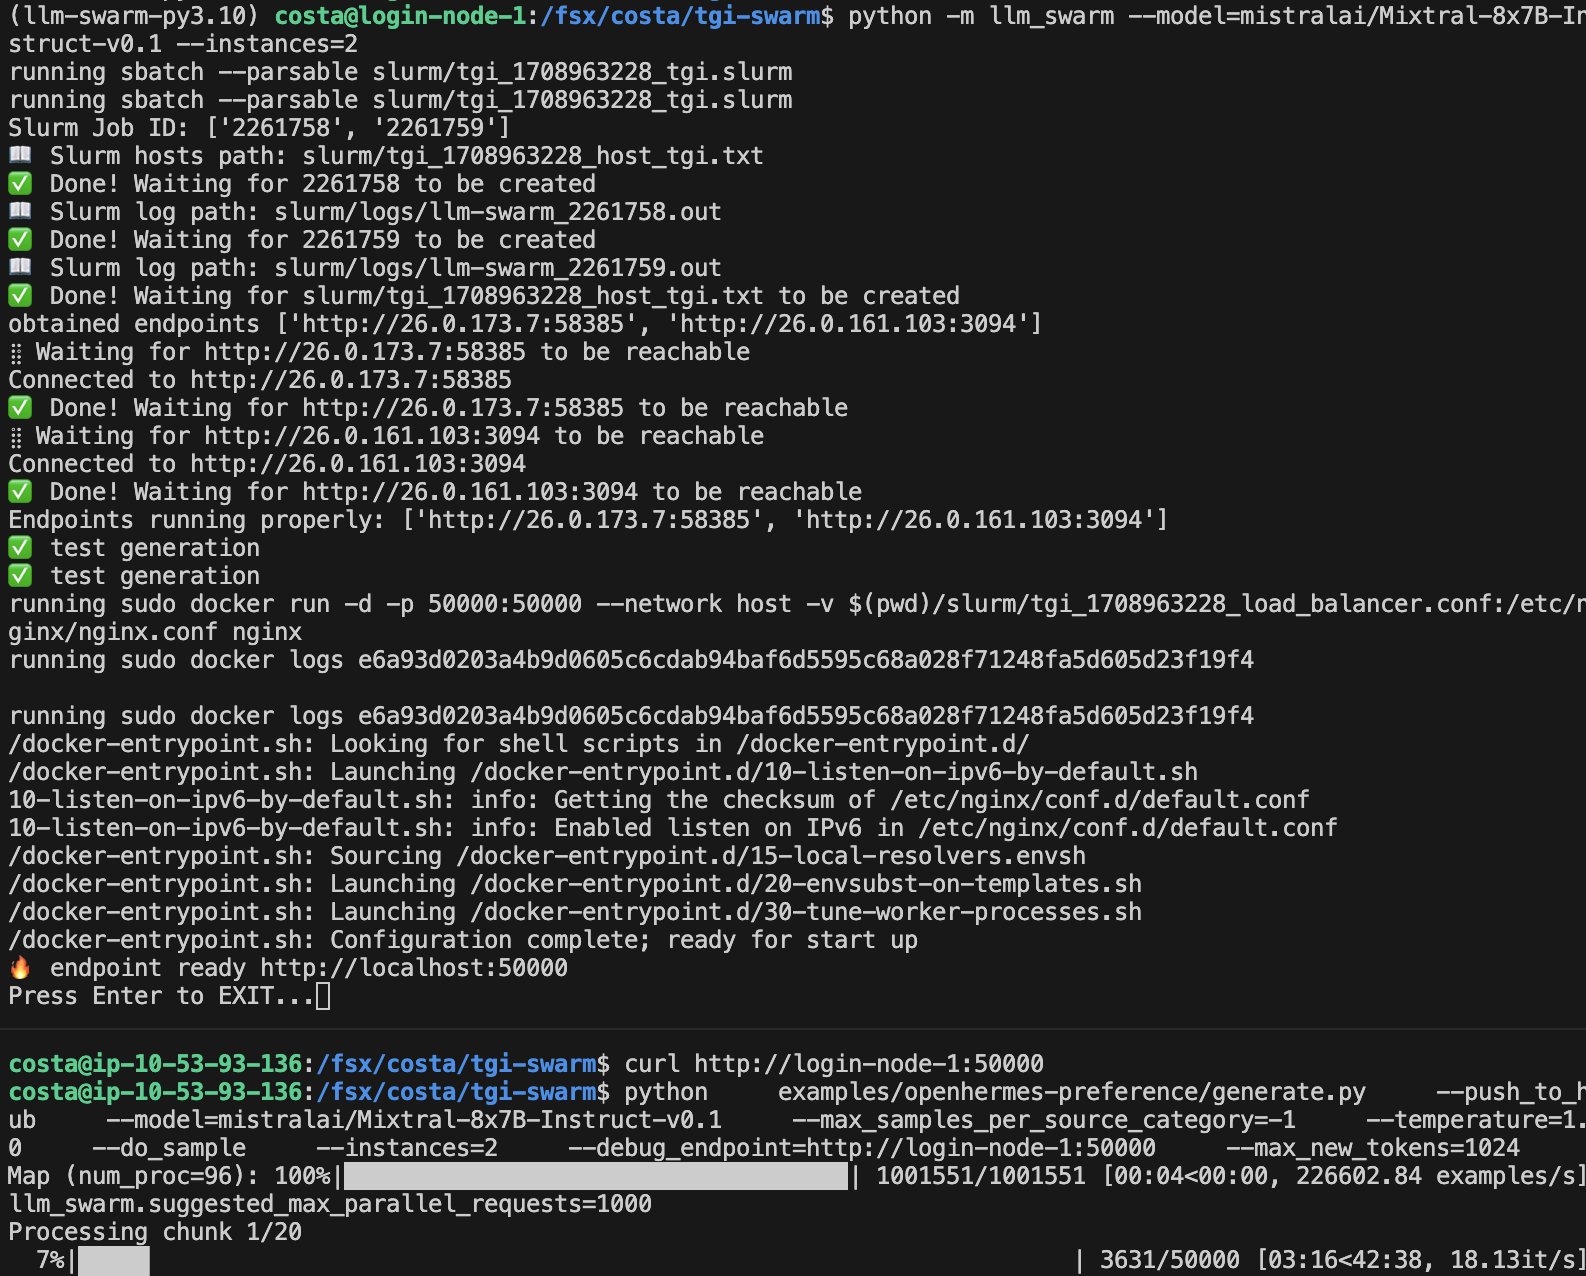 (llm-swarm-py3.10) costa@login-node-1:/fsx/costa/tgi-swarm$ python -m llm_swarm --model=mistralai/Mixtral-8x7B-In
struct-v0.1 --instances=2
running sbatch --parsable slurm/tgi_1708963228_tgi.slurm
running sbatch --parsable slurm/tgi_1708963228_tgi.slurm
Slurm Job ID: ['2261758', '2261759']
📖 Slurm hosts path: slurm/tgi_1708963228_host_tgi.txt
✅ Done! Waiting for 2261758 to be created
📖 Slurm log path: slurm/logs/llm-swarm_2261758.out
✅ Done! Waiting for 2261759 to be created
📖 Slurm log path: slurm/logs/llm-swarm_2261759.out
✅ Done! Waiting for slurm/tgi_1708963228_host_tgi.txt to be created
obtained endpoints ['http://26.0.173.7:58385', 'http://26.0.161.103:3094']
⣾ Waiting for http://26.0.173.7:58385 to be reachable
Connected to http://26.0.173.7:58385
✅ Done! Waiting for http://26.0.173.7:58385 to be reachable
⣾ Waiting for http://26.0.161.103:3094 to be reachable
Connected to http://26.0.161.103:3094
✅ Done! Waiting for http://26.0.161.103:3094 to be reachable
Endpoints running properly: ['http://26.0.173.7:58385', 'http://26.0.161.103:3094']
✅ test generation
✅ test generation
running sudo docker run -d -p 50000:50000 --network host -v $(pwd)/slurm/tgi_1708963228_load_balancer.conf:/etc/n
ginx/nginx.conf nginx
running sudo docker logs e6a93d0203a4b9d0605c6cdab94baf6d5595c68a028f71248fa5d605d23f19f4
running sudo docker logs e6a93d0203a4b9d0605c6cdab94baf6d5595c68a028f71248fa5d605d23f19f4
/docker-entrypoint.sh: Looking for shell scripts in /docker-entrypoint.d/
/docker-entrypoint.sh: Launching /docker-entrypoint.d/10-listen-on-ipv6-by-default.sh
10-listen-on-ipv6-by-default.sh: info: Getting the checksum of /etc/nginx/conf.d/default.conf
10-listen-on-ipv6-by-default.sh: info: Enabled listen on IPv6 in /etc/nginx/conf.d/default.conf
/docker-entrypoint.sh: Sourcing /docker-entrypoint.d/15-local-resolvers.envsh
/docker-entrypoint.sh: Launching /docker-entrypoint.d/20-envsubst-on-templates.sh
/docker-entrypoint.sh: Launching /docker-entrypoint.d/30-tune-worker-processes.sh
/docker-entrypoint.sh: Configuration complete; ready for start up
🔥 endpoint ready http://localhost:50000
Press Enter to EXIT...
costa@ip-10-53-93-136:/fsx/costa/tgi-swarm$ curl http://login-node-1:50000
costa@ip-10-53-93-136:/fsx/costa/tgi-swarm$ python     examples/openhermes-preference/generate.py     --push_to_h
ub     --model=mistralai/Mixtral-8x7B-Instruct-v0.1     --max_samples_per_source_category=-1     --temperature=1.
0     --do_sample     --instances=2     --debug_endpoint=http://login-node-1:50000     --max_new_tokens=1024
Map (num_proc=96): 100%|██████████| 1001551/1001551 [00:04<00:00, 226602.84 examples/s]
llm_swarm.suggested_max_parallel_requests=1000
Processing chunk 1/20
  7%|███ | 3631/50000 [03:16<42:38, 18.13it/s]